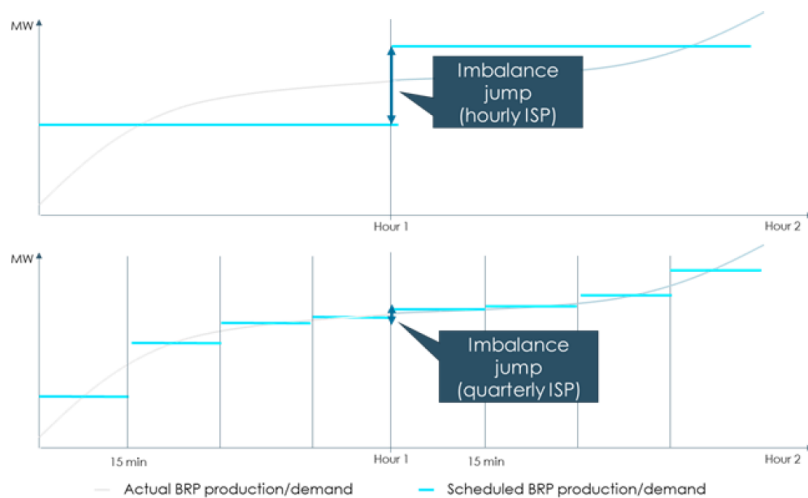 MW
Imbalance
jump
(hourly ISP)
Hour 1
Hour 2
MW
Imbalance
jump
(quarterly ISP)
15 min
Hour 1
15 min
Hour 2
Actual BRP production/demand
Scheduled BRP production/demand